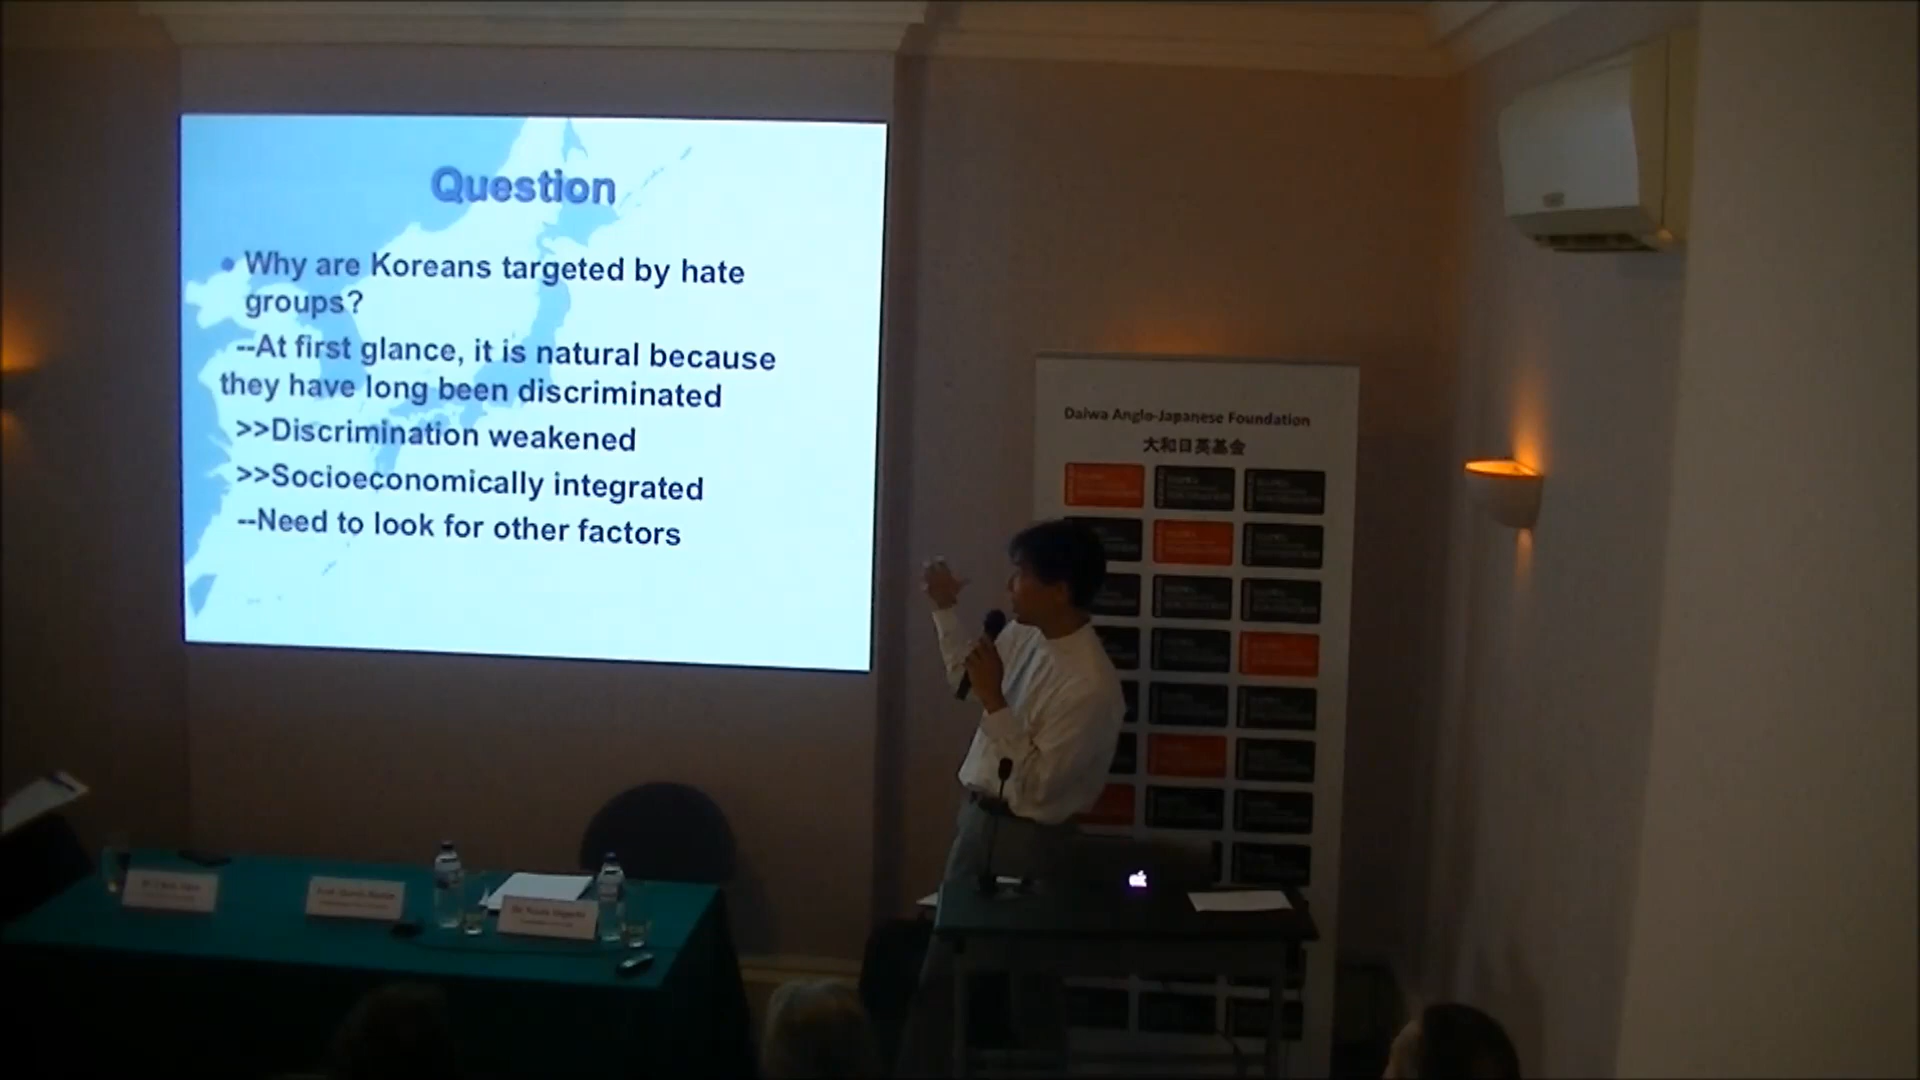 Question
• Why are Koreans targeted by hate
groups?
--At first glance, it is natural because
they have long been discriminated
>>Discrimination weakened
>>Socioeconomically integrated
--Need to look for other factors
Daiwa Anglo-Japanese Foundation
大和日英基金